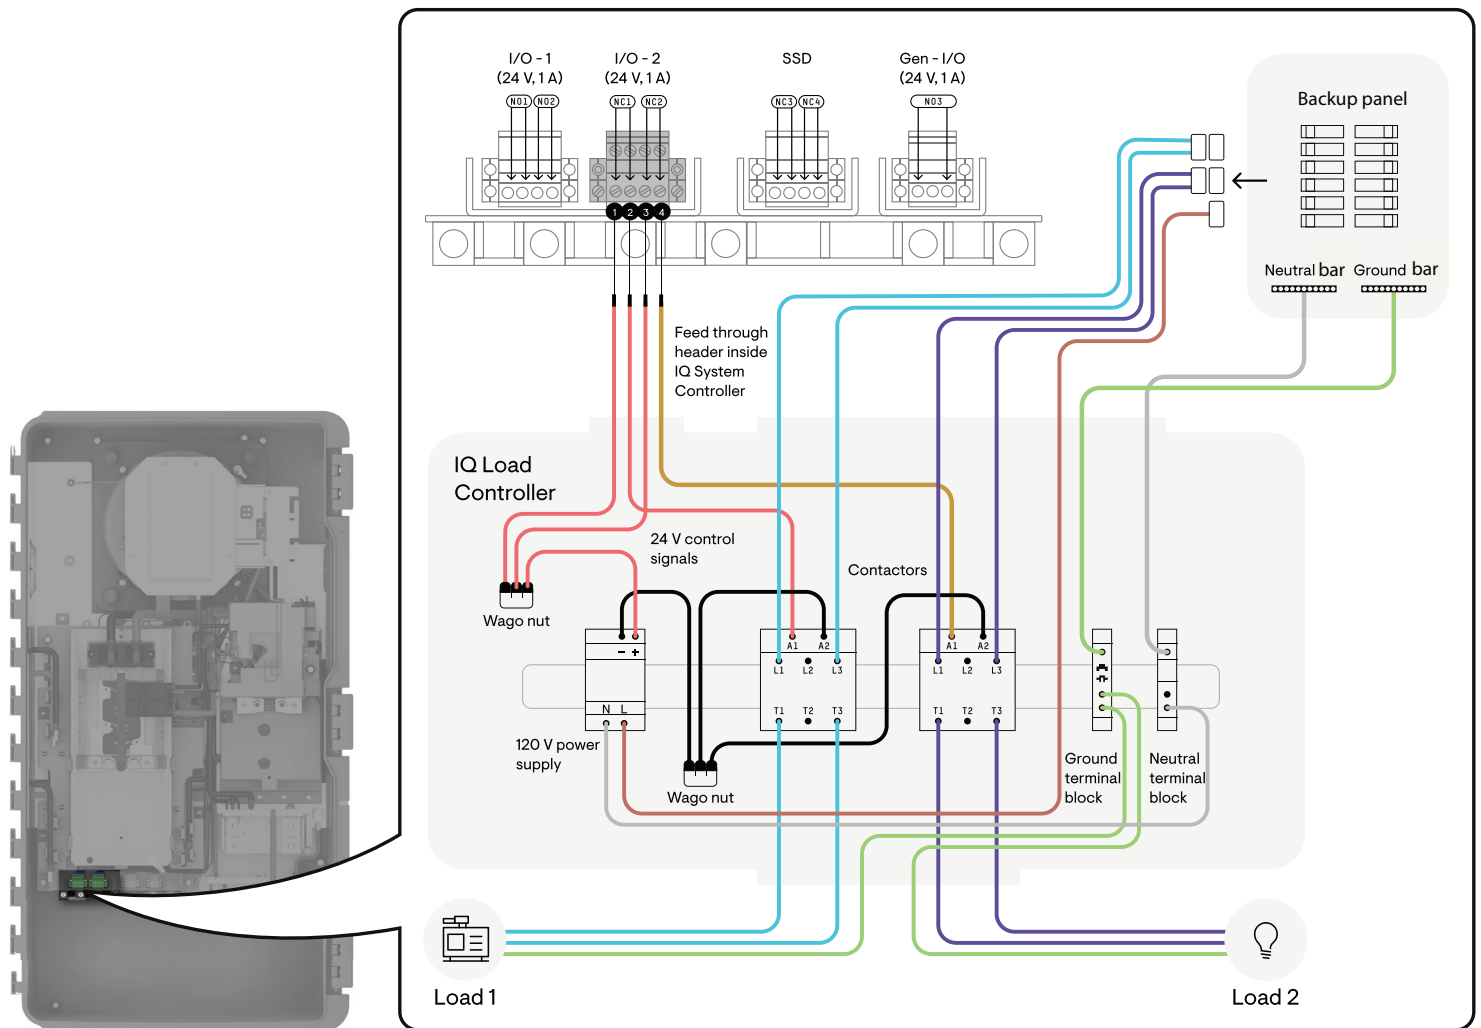 I/O - 1
(24 V, 1 A)
NO1 NO2
I/O - 2
(24 V, 1 A)
NC1 NC2
SSD
NC3 NC4
Gen - I/O
(24 V, 1 A)
NO3
Backup panel
Neutral bar
Ground bar
1 2 3 4
Feed through
header inside
IQ System
Controller
IQ Load
Controller
24 V control
signals
Contactors
Wago nut
- +
N L
120 V power
supply
A1 A2
L1 L2 L3
T1 T2 T3
A1 A2
L1 L2 L3
T1 T2 T3
Wago nut
Ground
terminal
block
Neutral
terminal
block
Load 1
Load 2